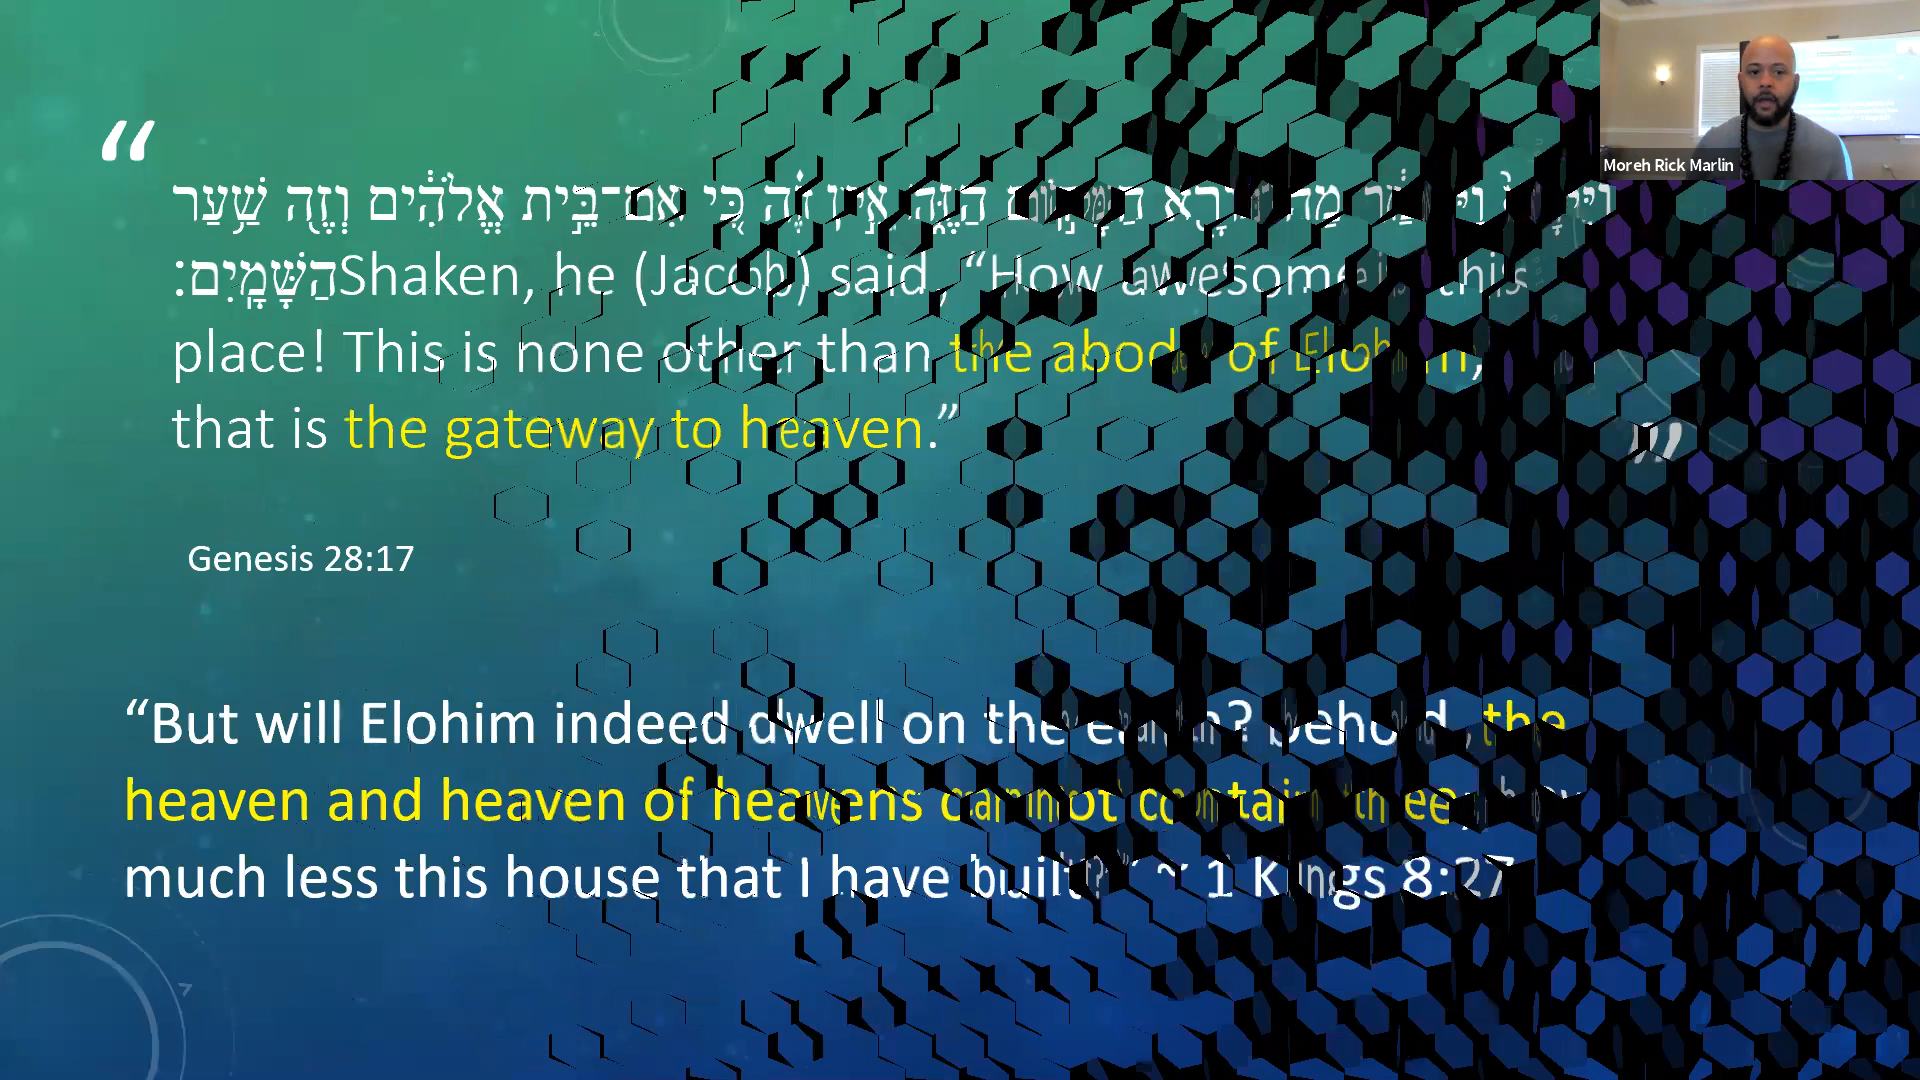 “
וַיִּירָא֙ וַיֹּאמַ֔ר מַה־נּוֹרָ֖א הַמָּק֣וֹם הַזֶּ֑ה אֵ֣ין זֶ֗ה כִּ֚י אִם־בֵּ֣ית אֱלֹהִ֔ים וְזֶ֖ה שַׁ֥עַר
הַשָּׁמָֽיִם׃Shaken, he (Jacob) said, “How awesome is this
place! This is none other than the abode of Elohim,
that is the gateway to heaven.”
”
Genesis 28:17
“But will Elohim indeed dwell on the earth? behold, the
heaven and heaven of heavens cannot contain thee; how
much less this house that I have built?” ~ 1 Kings 8:27
Moreh Rick Marlin